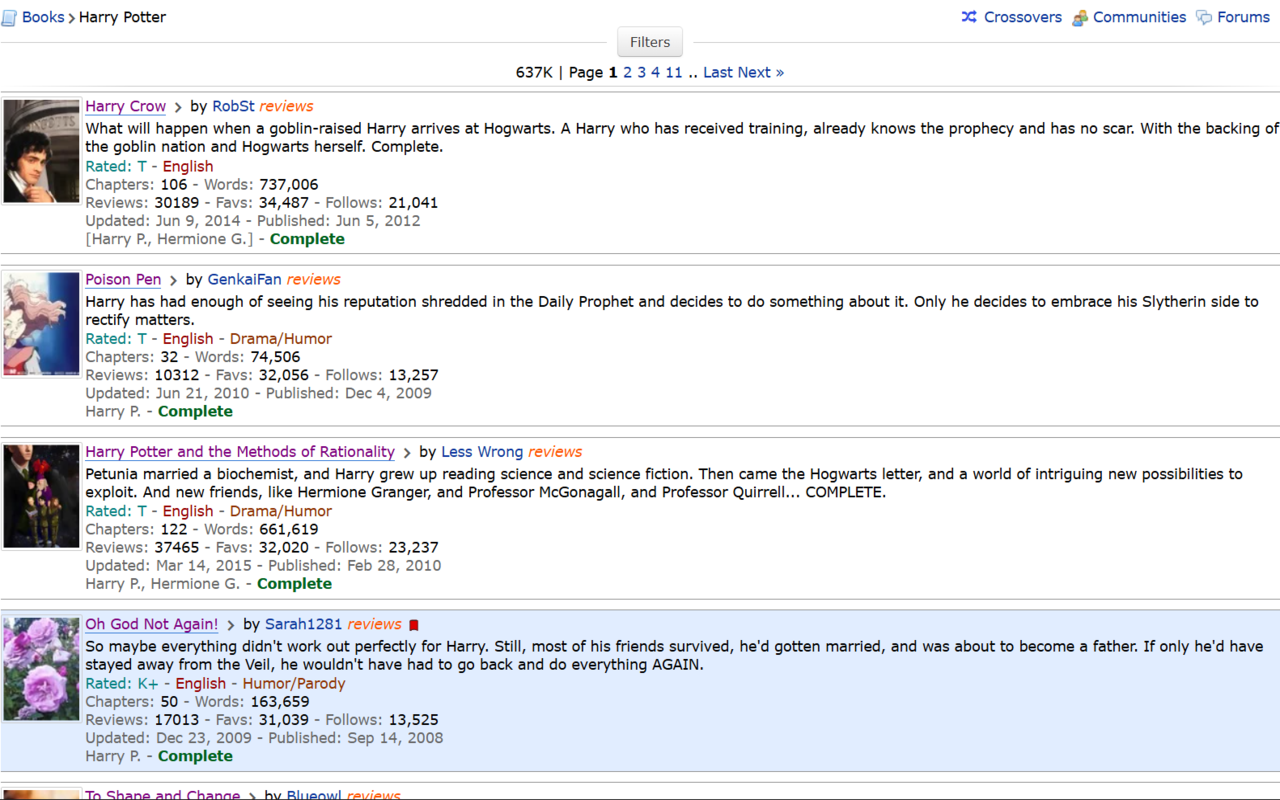 Books > Harry Potter
Crossovers Communities Forums
Filters
637K | Page 1 2 3 4 11 .. Last Next »
Harry Crow > by RobSt reviews
What will happen when a goblin-raised Harry arrives at Hogwarts. A Harry who has received training, already knows the prophecy and has no scar. With the backing of
the goblin nation and Hogwarts herself. Complete.
Rated: T - English
Chapters: 106 - Words: 737,006
Reviews: 30189 - Favs: 34,487 - Follows: 21,041
Updated: Jun 9, 2014 - Published: Jun 5, 2012
[Harry P., Hermione G.] - Complete
Poison Pen > by GenkaiFan reviews
Harry has had enough of seeing his reputation shredded in the Daily Prophet and decides to do something about it. Only he decides to embrace his Slytherin side to
rectify matters.
Rated: T - English - Drama/Humor
Chapters: 32 - Words: 74,506
Reviews: 10312 - Favs: 32,056 - Follows: 13,257
Updated: Jun 21, 2010 - Published: Dec 4, 2009
Harry P. - Complete
Harry Potter and the Methods of Rationality > by Less Wrong reviews
Petunia married a biochemist, and Harry grew up reading science and science fiction. Then came the Hogwarts letter, and a world of intriguing new possibilities to
exploit. And new friends, like Hermione Granger, and Professor McGonagall, and Professor Quirrell... COMPLETE.
Rated: T - English - Drama/Humor
Chapters: 122 - Words: 661,619
Reviews: 37465 - Favs: 32,020 - Follows: 23,237
Updated: Mar 14, 2015 - Published: Feb 28, 2010
Harry P., Hermione G. - Complete
Oh God Not Again! > by Sarah1281 reviews
So maybe everything didn't work out perfectly for Harry. Still, most of his friends survived, he'd gotten married, and was about to become a father. If only he'd have
stayed away from the Veil, he wouldn't have had to go back and do everything AGAIN.
Rated: K+ - English - Humor/Parody
Chapters: 50 - Words: 163,659
Reviews: 17013 - Favs: 31,039 - Follows: 13,525
Updated: Dec 23, 2009 - Published: Sep 14, 2008
Harry P. - Complete
To Shape and Change > by Blueowl reviews